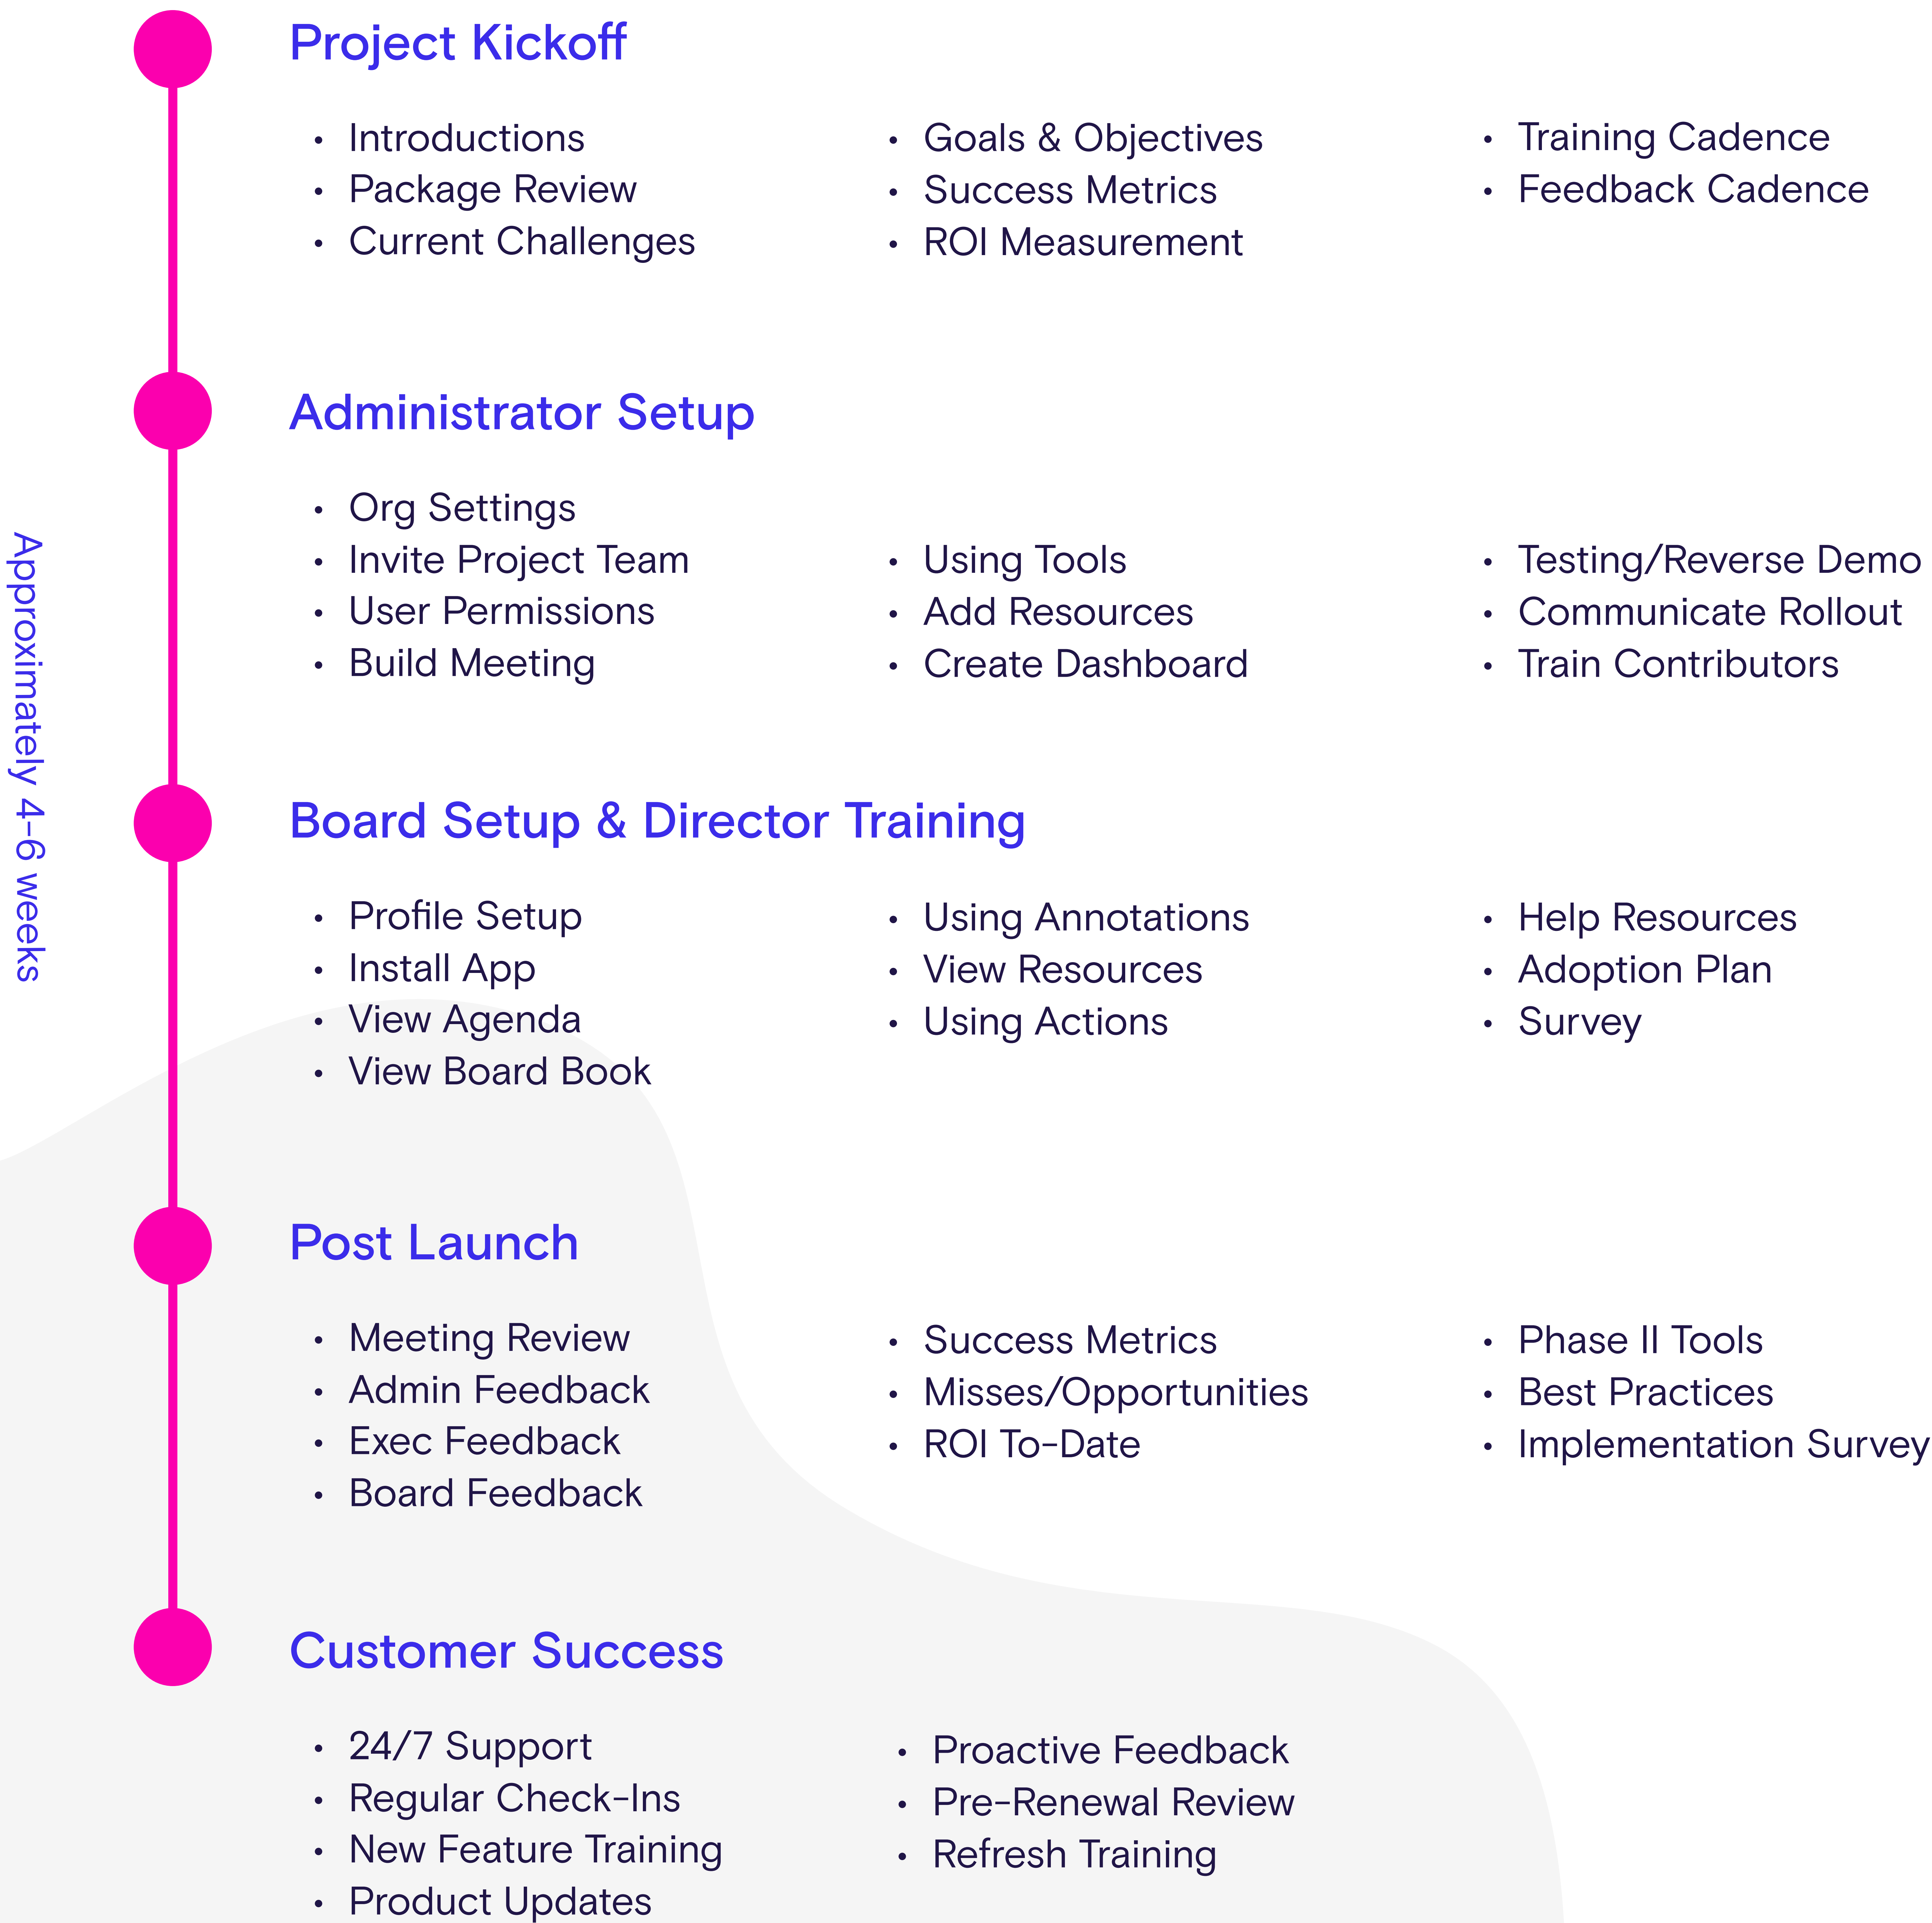 Approximately 4-6 weeks
Project Kickoff
• Introductions
• Package Review
• Current Challenges
• Goals & Objectives
• Success Metrics
• ROI Measurement
• Training Cadence
• Feedback Cadence
Administrator Setup
• Org Settings
• Invite Project Team
• User Permissions
• Build Meeting
• Using Tools
• Add Resources
• Create Dashboard
• Testing/Reverse Demo
• Communicate Rollout
• Train Contributors
Board Setup & Director Training
• Profile Setup
• Install App
• View Agenda
• View Board Book
• Using Annotations
• View Resources
• Using Actions
• Help Resources
• Adoption Plan
• Survey
Post Launch
• Meeting Review
• Admin Feedback
• Exec Feedback
• Board Feedback
• Success Metrics
• Misses/Opportunities
• ROI To-Date
• Phase II Tools
• Best Practices
• Implementation Survey
Customer Success
• 24/7 Support
• Regular Check-Ins
• New Feature Training
• Product Updates
• Proactive Feedback
• Pre-Renewal Review
• Refresh Training